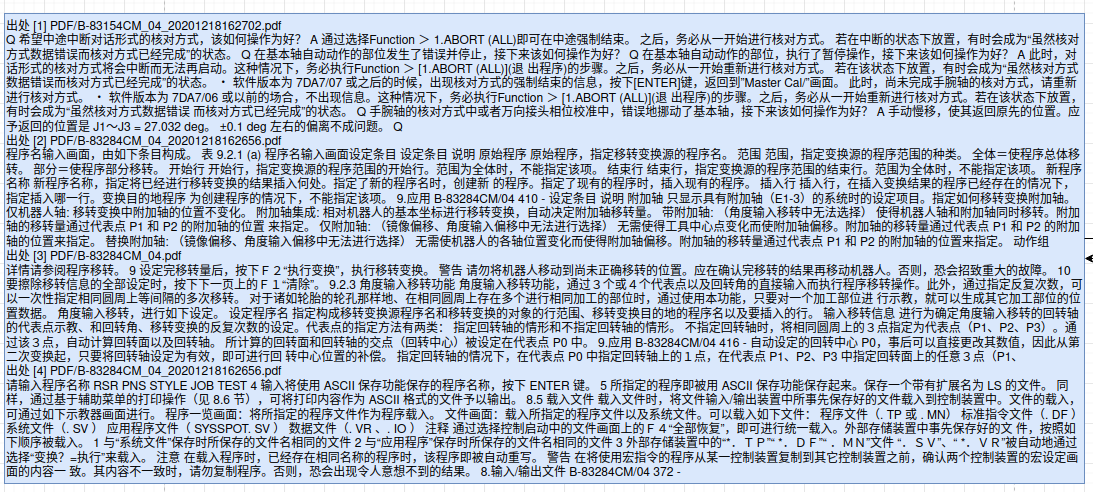 出处 [1] PDF/B-83154CM_04_20201218162702.pdf
Q 希望中途中断对话形式的核对方式，该如何操作为好？ A 通过选择Function ＞ 1.ABORT (ALL)即可在中途强制结束。 之后，务必从一开始进行核对方式。 若在中断的状态下放置，有时会成为“虽然核对
方式数据错误而核对方式已经完成”的状态。 Q 在基本轴自动动作的部位发生了错误并停止，接下来该如何操作为好？ Q 在基本轴自动动作的部位，执行了暂停操作，接下来该如何操作为好？ A 此时，对
话形式的核对方式将会中断而无法再启动。这种情况下，务必执行Function ＞ [1.ABORT (ALL)](退 出程序)的步骤。之后，务必从一开始重新进行核对方式。 若在该状态下放置，有时会成为“虽然核对方式
数据错误而核对方式已经完成”的状态。 ・ 软件版本为 7DA7/07 或之后的时候，出现核对方式的强制结束的信息，按下[ENTER]键，返回到"Master Cal/"画面。 此时，尚未完成手腕轴的核对方式，请重新
进行核对方式。 ・ 软件版本为 7DA7/06 或以前的场合，不出现信息。这种情况下，务必执行Function ＞ [1.ABORT (ALL)](退 出程序)的步骤。之后，务必从一开始重新进行核对方式。若在该状态下放置，
有时会成为“虽然核对方式数据错误 而核对方式已经完成”的状态。 Q 手腕轴的核对方式中或者方向接头相位校准中，错误地挪动了基本轴，接下来该如何操作为好？ A 手动慢移，使其返回原先的位置。应
予返回的位置是 J1～J3 = 27.032 deg。 ±0.1 deg 左右的偏离不成问题。 Q
出处 [2] PDF/B-83284CM_04_20201218162656.pdf
程序名输入画面，由如下条目构成。 表 9.2.1 (a) 程序名输入画面设定条目 设定条目 说明 原始程序 原始程序，指定移转变换源的程序名。 范围 范围，指定变换源的程序范围的种类。 全体＝使程序总体移
转。 部分＝使程序部分移转。 开始行 开始行，指定变换源的程序范围的开始行。范围为全体时，不能指定该项。 结束行 结束行，指定变换源的程序范围的结束行。范围为全体时，不能指定该项。 新程序
名称 新程序名称，指定将已经进行移转变换的结果插入何处。指定了新的程序名时，创建新 的程序。指定了现有的程序时，插入现有的程序。 插入行 插入行，在插入变换结果的程序已经存在的情况下，
指定插入哪一行。变换目的地程序 为创建程序的情况下，不能指定该项。 9.应用 B-83284CM/04 410 - 设定条目 说明 附加轴 只显示具有附加轴（E1-3）的系统时的设定项目。指定如何移转变换附加轴。
仅机器人轴: 移转变换中附加轴的位置不变化。 附加轴集成: 相对机器人的基本坐标进行移转变换，自动决定附加轴移转量。 带附加轴: （角度输入移转中无法选择） 使得机器人轴和附加轴同时移转。附加
轴的移转量通过代表点 P1 和 P2 的附加轴的位置 来指定。 仅附加轴: （镜像偏移、角度输入偏移中无法进行选择） 无需使得工具中心点变化而使附加轴偏移。附加轴的移转量通过代表点 P1 和 P2 的附加
轴的位置来指定。 替换附加轴: （镜像偏移、角度输入偏移中无法进行选择） 无需使机器人的各轴位置变化而使得附加轴偏移。附加轴的移转量通过代表点 P1 和 P2 的附加轴的位置来指定。 动作组
出处 [3] PDF/B-83284CM_04.pdf
详情请参阅程序移转。 9 设定完移转量后，按下Ｆ２“执行变换”，执行移转变换。 警告 请勿将机器人移动到尚未正确移转的位置。应在确认完移转的结果再移动机器人。否则，恐会招致重大的故障。 10
要擦除移转信息的全部设定时，按下下一页上的Ｆ１“清除”。 9.2.3 角度输入移转功能 角度输入移转功能，通过３个或４个代表点以及回转角的直接输入而执行程序移转操作。此外，通过指定反复次数，可
以一次性指定相同圆周上等间隔的多次移转。 对于诸如轮胎的轮孔那样地、在相同圆周上存在多个进行相同加工的部位时，通过使用本功能，只要对一个加工部位进 行示教，就可以生成其它加工部位的位
置数据。 角度输入移转，进行如下设定。 设定程序名 指定构成移转变换源程序名和移转变换的对象的行范围、移转变换目的地的程序名以及要插入的行。 输入移转信息 进行为确定角度输入移转的回转轴
的代表点示教、和回转角、移转变换的反复次数的设定。代表点的指定方法有两类： 指定回转轴的情形和不指定回转轴的情形。 不指定回转轴时，将相同圆周上的３点指定为代表点（P1、P2、P3）。通
过该３点，自动计算回转面以及回转轴。 所计算的回转面和回转轴的交点（回转中心）被设定在代表点 P0 中。 9.应用 B-83284CM/04 416 - 自动设定的回转中心 P0，事后可以直接更改其数值，因此从第
二次变换起，只要将回转轴设定为有效，即可进行回 转中心位置的补偿。 指定回转轴的情况下，在代表点 P0 中指定回转轴上的１点，在代表点 P1、P2、P3 中指定回转面上的任意３点（P1、
出处 [4] PDF/B-83284CM_04_20201218162656.pdf
请输入程序名称 RSR PNS STYLE JOB TEST 4 输入将使用 ASCII 保存功能保存的程序名称，按下 ENTER 键。 5 所指定的程序即被用 ASCII 保存功能保存起来。保存一个带有扩展名为 LS 的文件。 同
样，通过基于辅助菜单的打印操作（见 8.6 节），可将打印内容作为 ASCII 格式的文件予以输出。 8.5 载入文件 载入文件时，将文件输入/输出装置中所事先保存好的文件载入到控制装置中。文件的载入，
可通过如下示教器画面进行。 程序一览画面：将所指定的程序文件作为程序载入。 文件画面：载入所指定的程序文件以及系统文件。可以载入如下文件： 程序文件（. TP 或 . MN） 标准指令文件（. DF ）
系统文件（. SV ） 应用程序文件（ SYSSPOT. SV ） 数据文件（. VR 、. IO ） 注释 通过选择控制启动中的文件画面上的Ｆ４“全部恢复”，即可进行统一载入。外部存储装置中事先保存好的文 件，按照如
下顺序被载入。 1 与“系统文件”保存时所保存的文件名相同的文件 2 与“应用程序”保存时所保存的文件名相同的文件 3 外部存储装置中的“*．ＴＰ”“ *．ＤＦ”“ ．ＭＮ”文件 “．ＳＶ”、“ *．ＶＲ”被自动地通过
选择“变换？=执行”来载入。 注意 在载入程序时，已经存在相同名称的程序时，该程序即被自动重写。 警告 在将使用宏指令的程序从某一控制装置复制到其它控制装置之前，确认两个控制装置的宏设定画
面的内容一 致。其内容不一致时，请勿复制程序。否则，恐会出现令人意想不到的结果。 8.输入/输出文件 B-83284CM/04 372 -